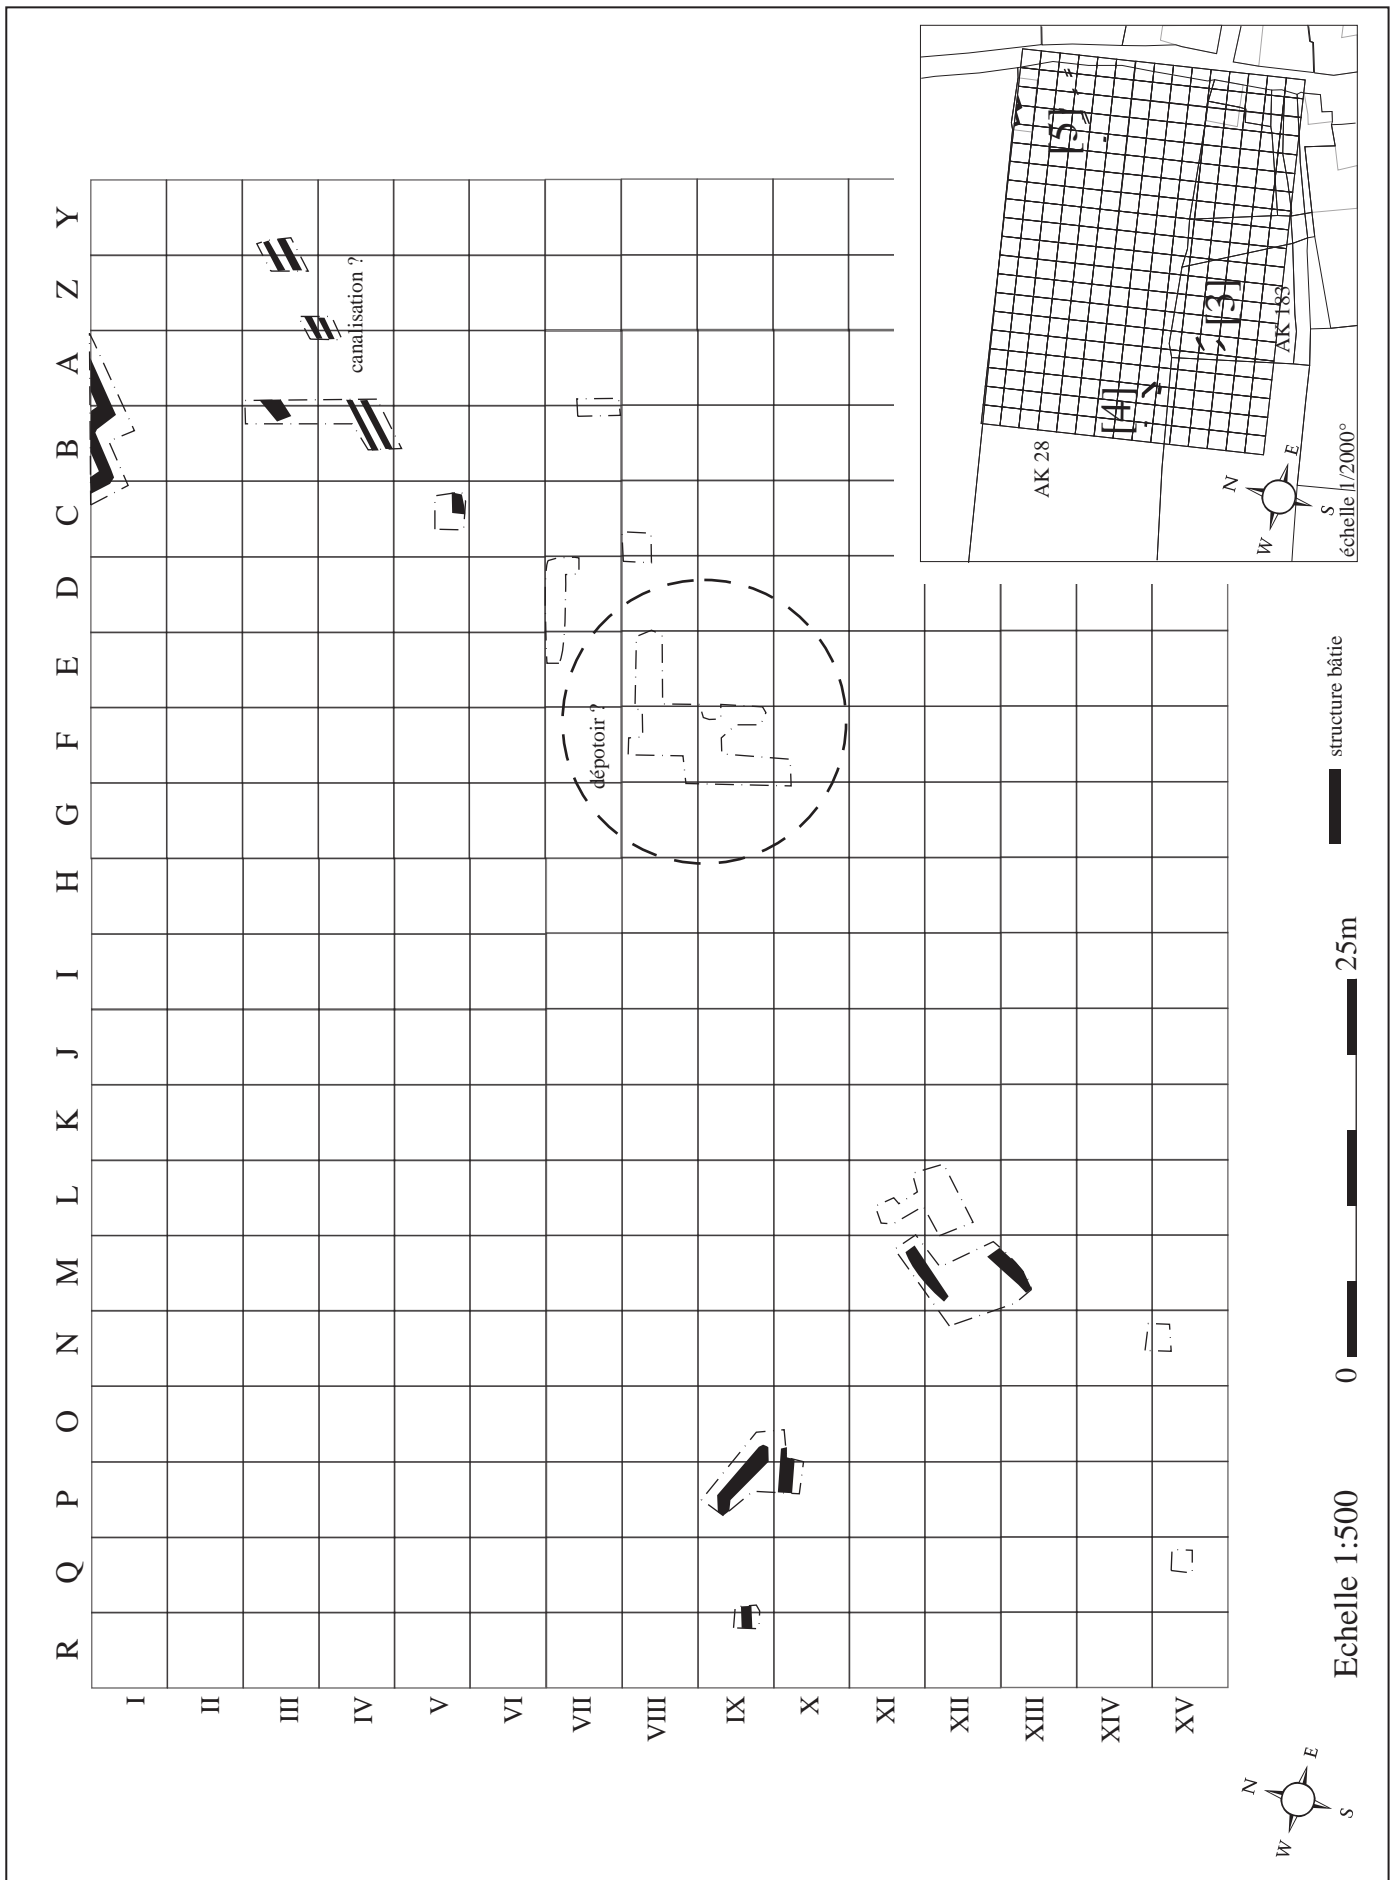 R Q P O N M L K J I H G F E D C B A Z Y
I
II
III
IV
V
VI
VII
VIII
IX
X
XI
XII
XIII
XIV
XV
canalisation ?
dépotoir ?
[5]
[4]
[3]
AK 28
AK 183
N
E
S
W
échelle 1/2000°
structure bâtie
Echelle 1:500
0
25m
N
E
S
W